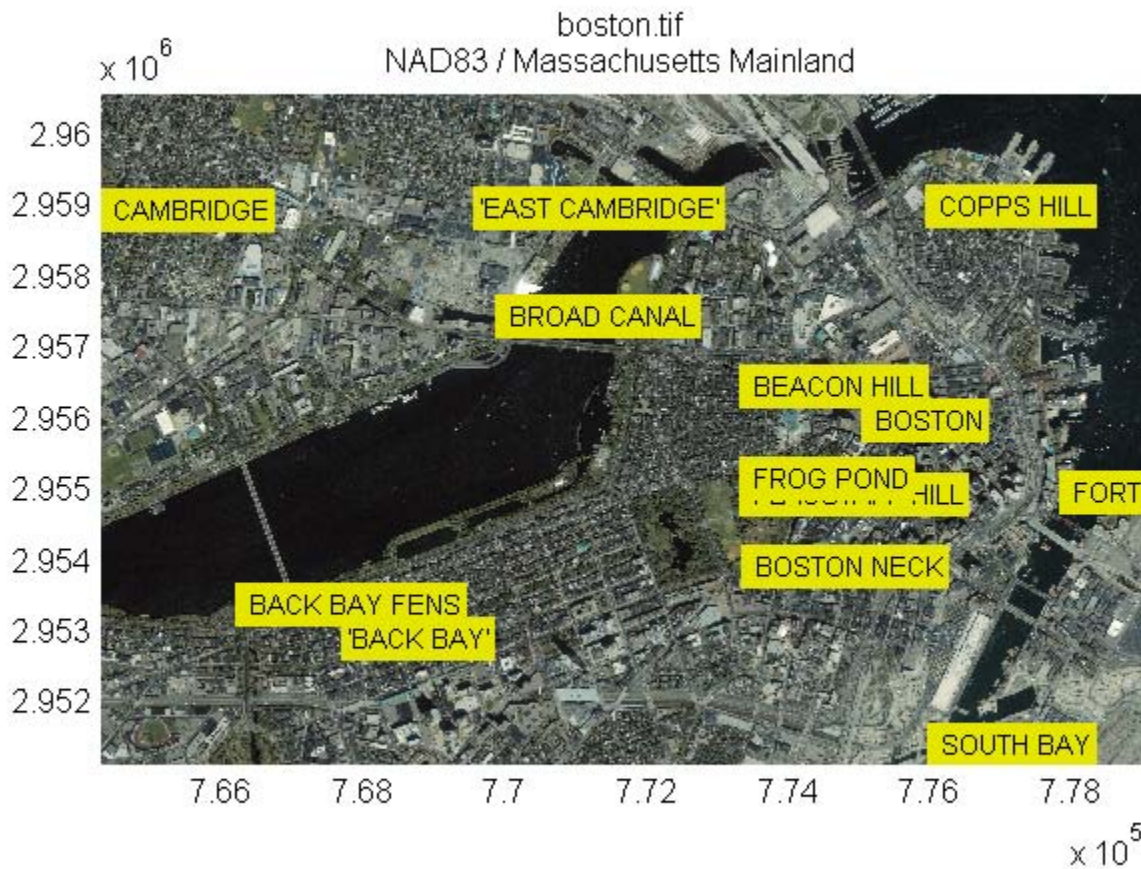 boston.tif
NAD83 / Massachusetts Mainland
x 10^6
2.96
2.959
2.958
2.957
2.956
2.955
2.954
2.953
2.952
CAMBRIDGE
'EAST CAMBRIDGE'
COPPS HILL
BROAD CANAL
BEACON HILL
BOSTON
FROG POND
HILL
FORT
BOSTON NECK
BACK BAY FENS
'BACK BAY'
SOUTH BAY
7.66
7.68
7.7
7.72
7.74
7.76
7.78
x 10^5